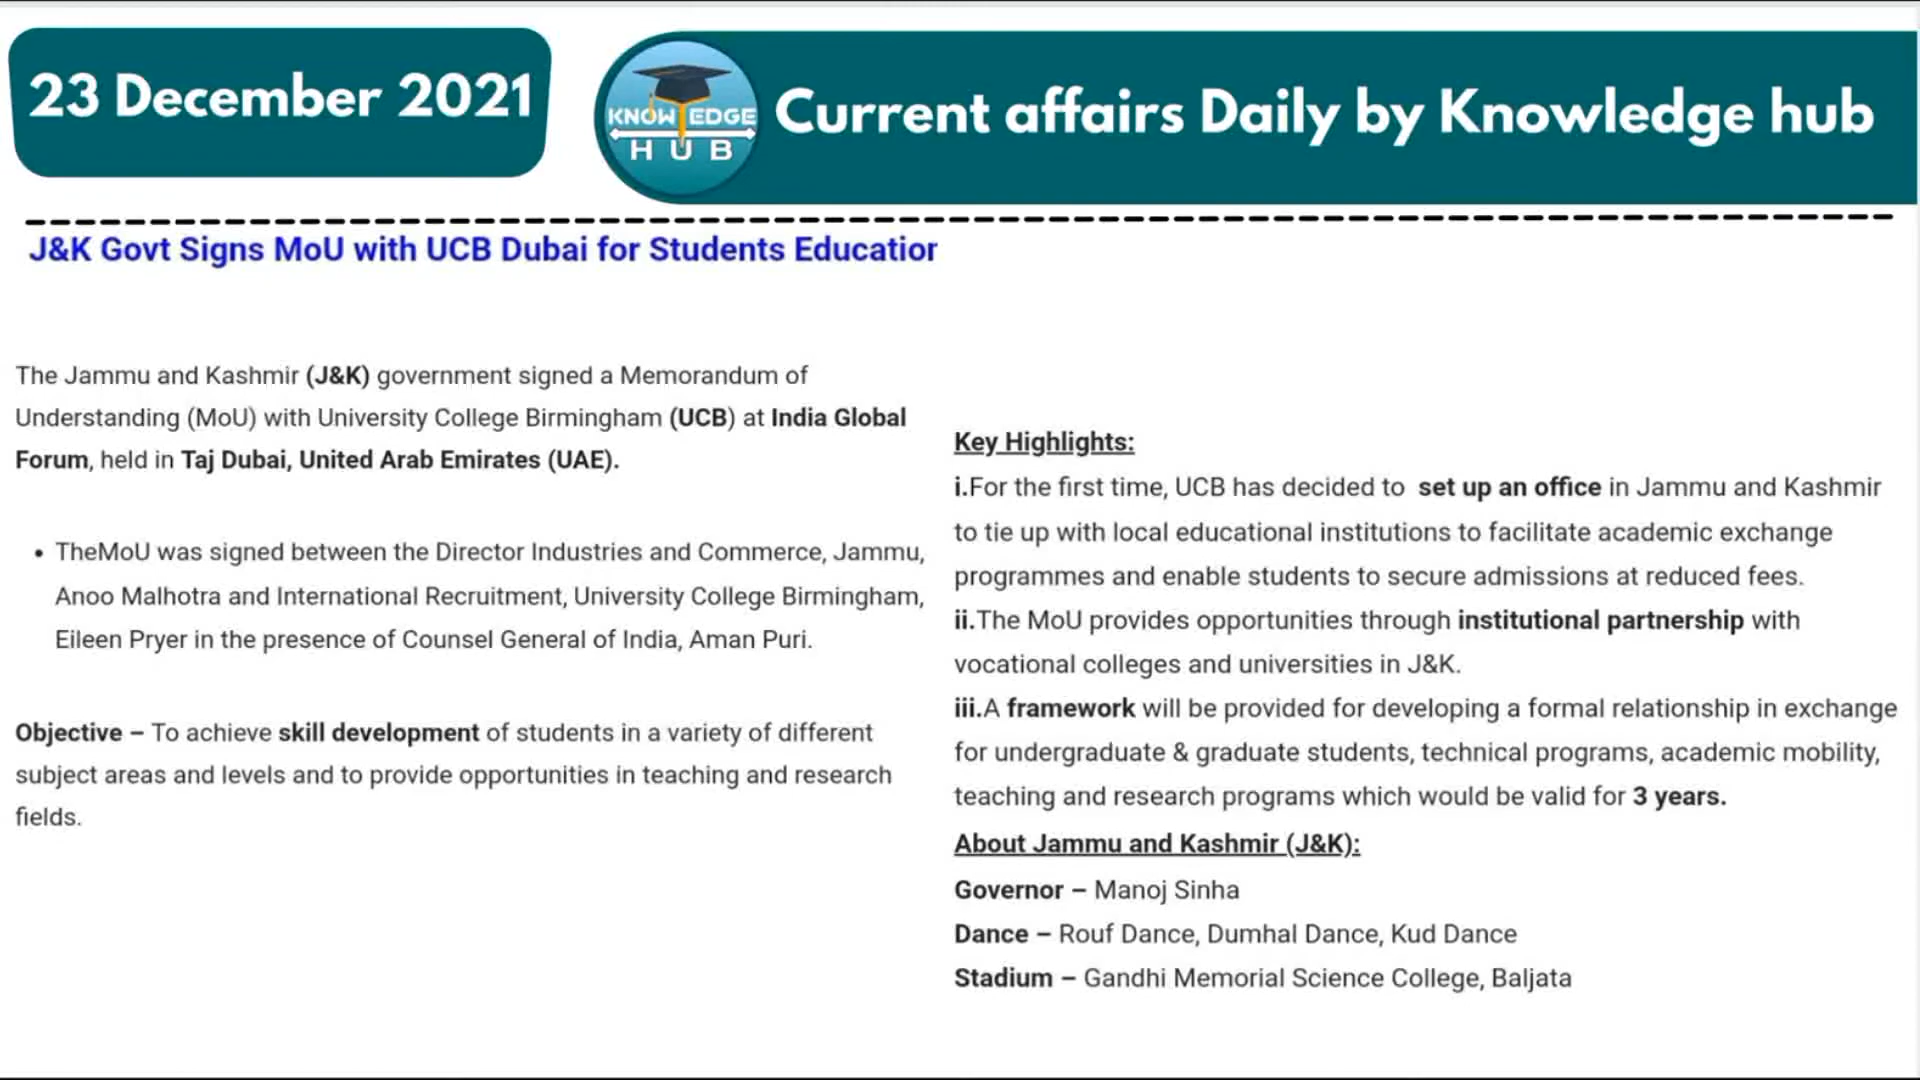 23 December 2021
KNOWLEDGE
HUB
Current affairs Daily by Knowledge hub
J&K Govt Signs MoU with UCB Dubai for Students Education
The Jammu and Kashmir (J&K) government signed a Memorandum of
Understanding (MoU) with University College Birmingham (UCB) at India Global
Forum, held in Taj Dubai, United Arab Emirates (UAE).
• TheMoU was signed between the Director Industries and Commerce, Jammu,
Anoo Malhotra and International Recruitment, University College Birmingham,
Eileen Pryer in the presence of Counsel General of India, Aman Puri.
Objective – To achieve skill development of students in a variety of different
subject areas and levels and to provide opportunities in teaching and research
fields.
Key Highlights:
i.For the first time, UCB has decided to set up an office in Jammu and Kashmir
to tie up with local educational institutions to facilitate academic exchange
programmes and enable students to secure admissions at reduced fees.
ii.The MoU provides opportunities through institutional partnership with
vocational colleges and universities in J&K.
iii.A framework will be provided for developing a formal relationship in exchange
for undergraduate & graduate students, technical programs, academic mobility,
teaching and research programs which would be valid for 3 years.
About Jammu and Kashmir (J&K):
Governor – Manoj Sinha
Dance – Rouf Dance, Dumhal Dance, Kud Dance
Stadium – Gandhi Memorial Science College, Baljata